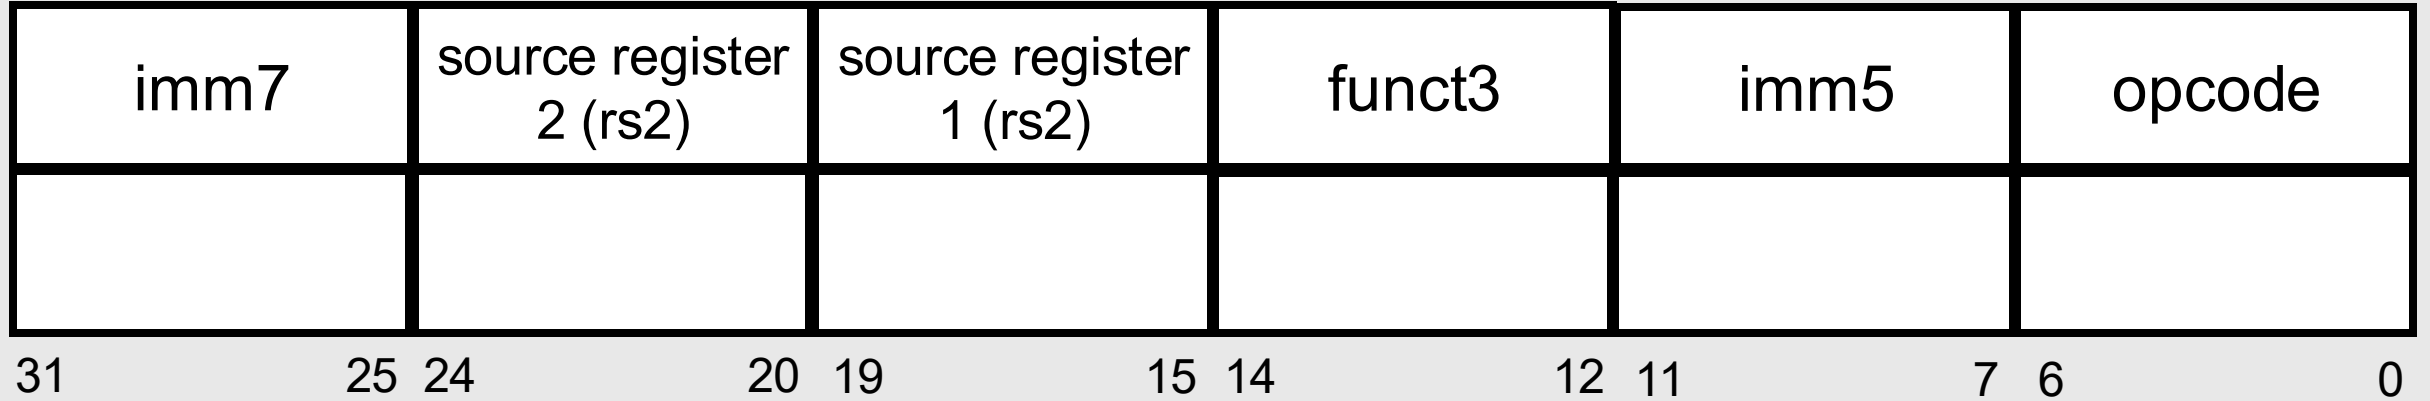 imm7
source register
2 (rs2)
source register
1 (rs2)
funct3
imm5
opcode
31 25 24 20 19 15 14 12 11 7 6 0